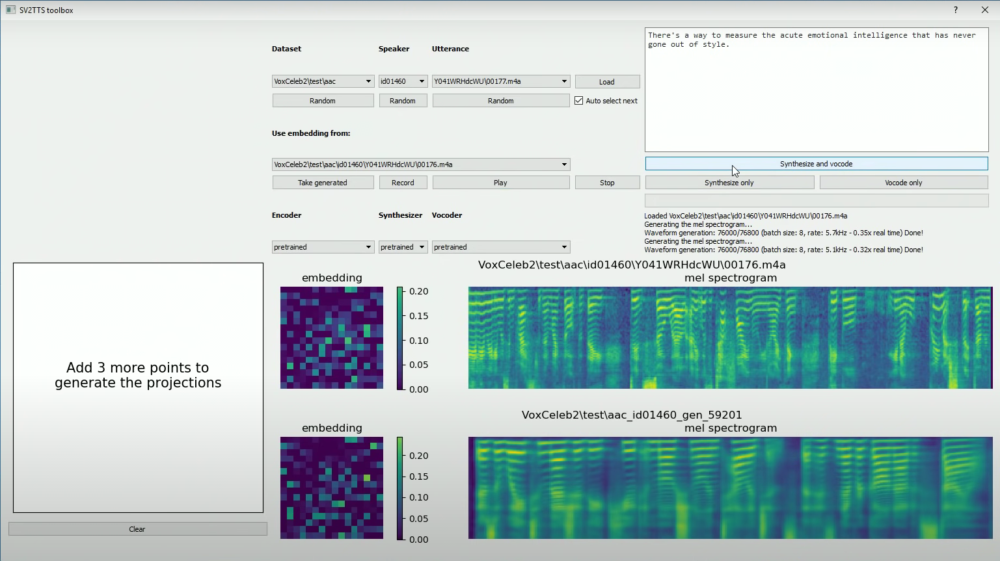 SV2TTS toolbox
?
Dataset
Speaker
Utterance
VoxCeleb2\test\aac
id01460
Y041WRHdcWU\00177.m4a
Load
Random
Random
Random
Auto select next
Use embedding from:
VoxCeleb2\test\aac\id01460\Y041WRHdcWU\00176.m4a
Take generated
Record
Play
Stop
Encoder
Synthesizer
Vocoder
pretrained
pretrained
pretrained
There's a way to measure the acute emotional intelligence that has never
gone out of style.
Synthesize and vocode
Synthesize only
Vocode only
Loaded VoxCeleb2\test\aac\id01460\Y041WRHdcWU\00176.m4a
Generating the mel spectrogram...
Waveform generation: 76000/76800 (batch size: 8, rate: 5.7kHz - 0.35x real time) Done!
Generating the mel spectrogram...
Waveform generation: 76000/76800 (batch size: 8, rate: 5.1kHz - 0.32x real time) Done!
Add 3 more points to
generate the projections
Clear
VoxCeleb2\test\aac\id01460\Y041WRHdcWU\00176.m4a
embedding
mel spectrogram
0.20
0.15
0.10
0.05
0.00
VoxCeleb2\test\aac_id01460_gen_59201
embedding
mel spectrogram
0.20
0.15
0.10
0.05
0.00